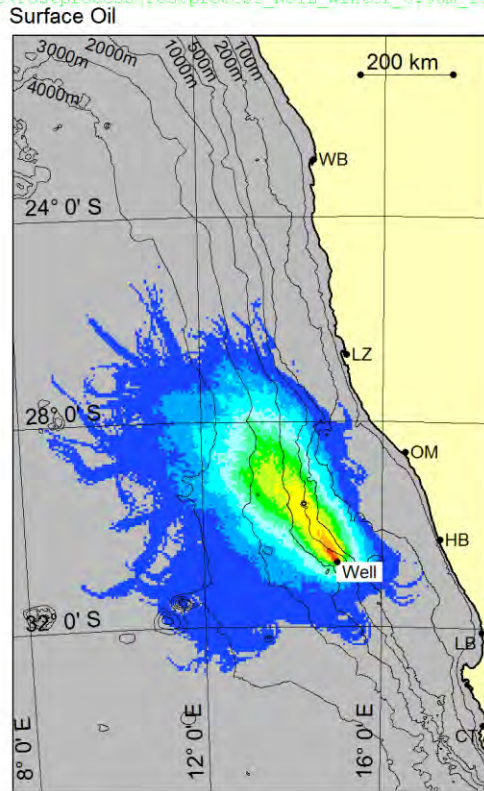 Surface Oil
3000m
2000m
1000m
500m
200m
100m
4000m
200 km
WB
24° 0' S
LZ
28° 0' S
OM
HB
Well
32° 0' S
LB
CT
8° 0' E
12° 0' E
16° 0' E